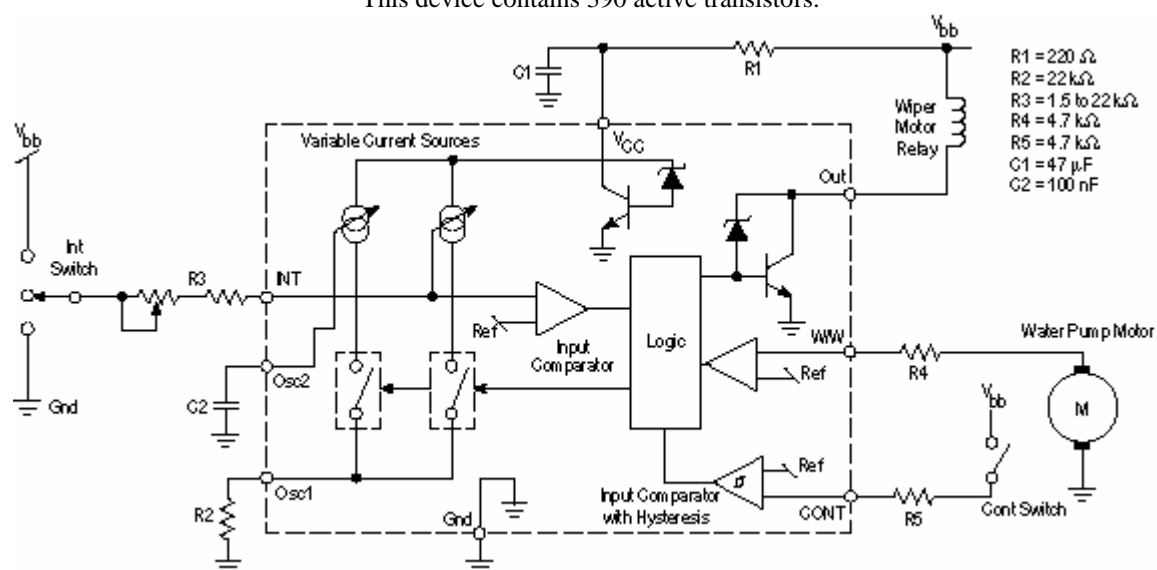 This device contains 390 active transistors.
Vbb
R1
C1
R1 = 220 Ω
R2 = 22 kΩ
R3 = 1.5 to 22 kΩ
R4 = 4.7 kΩ
R5 = 4.7 kΩ
C1 = 47 µF
C2 = 100 nF
Wiper
Motor
Relay
Vbb
Variable Current Sources
VCC
Out
Int
Switch
R3
INT
Ref
Input
Comparator
Logic
W/W
Ref
R4
Water Pump Motor
M
Gnd
C2
Osc2
Vbb
Ref
Osc1
R2
Gnd
Input Comparator
with Hysteresis
CONT
R5
Cont Switch